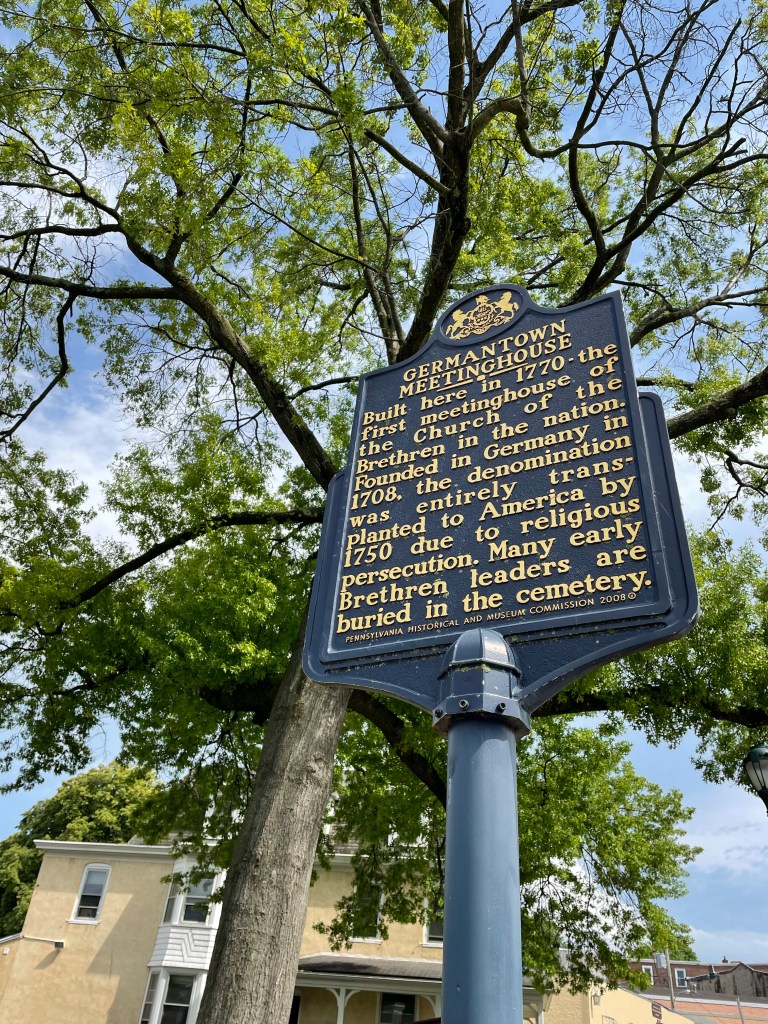 GERMANTOWN
MEETINGHOUSE
Built here in 1770-the
first meetinghouse of
the Church of the
Brethren in the nation.
Founded in Germany in
1708, the denomination
was entirely trans-
planted to America by
1750 due to religious
persecution. Many early
Brethren leaders are
buried in the cemetery.
PENNSYLVANIA HISTORICAL AND MUSEUM COMMISSION 2008